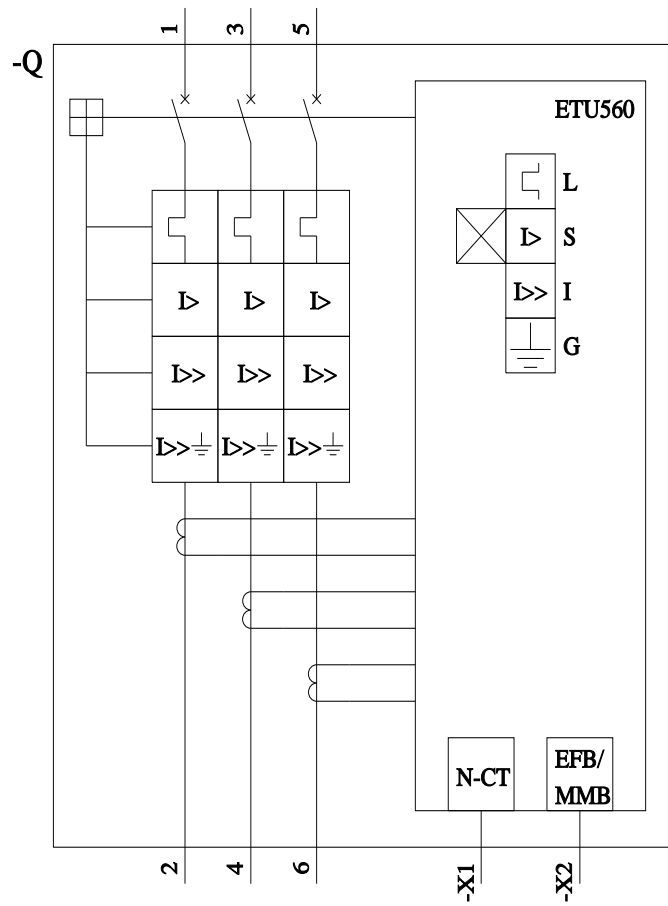 1 3 5
-Q
ETU560
L
I> I> I> I> S
I>> I>> I>> I>> I
G
I>> I>> I>>
N-CT EFB/
MMB
2 4 6 -X1 -X2